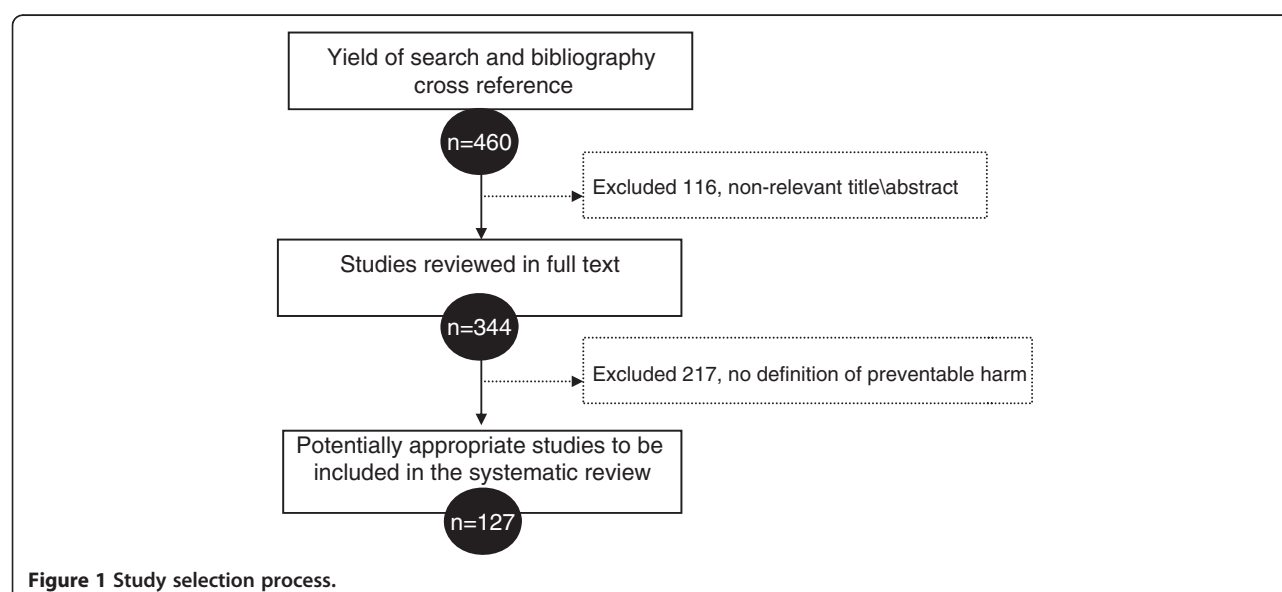 Yield of search and bibliography
cross reference
n=460
Excluded 116, non-relevant title\abstract
Studies reviewed in full text
n=344
Excluded 217, no definition of preventable harm
Potentially appropriate studies to be
included in the systematic review
n=127
Figure 1 Study selection process.